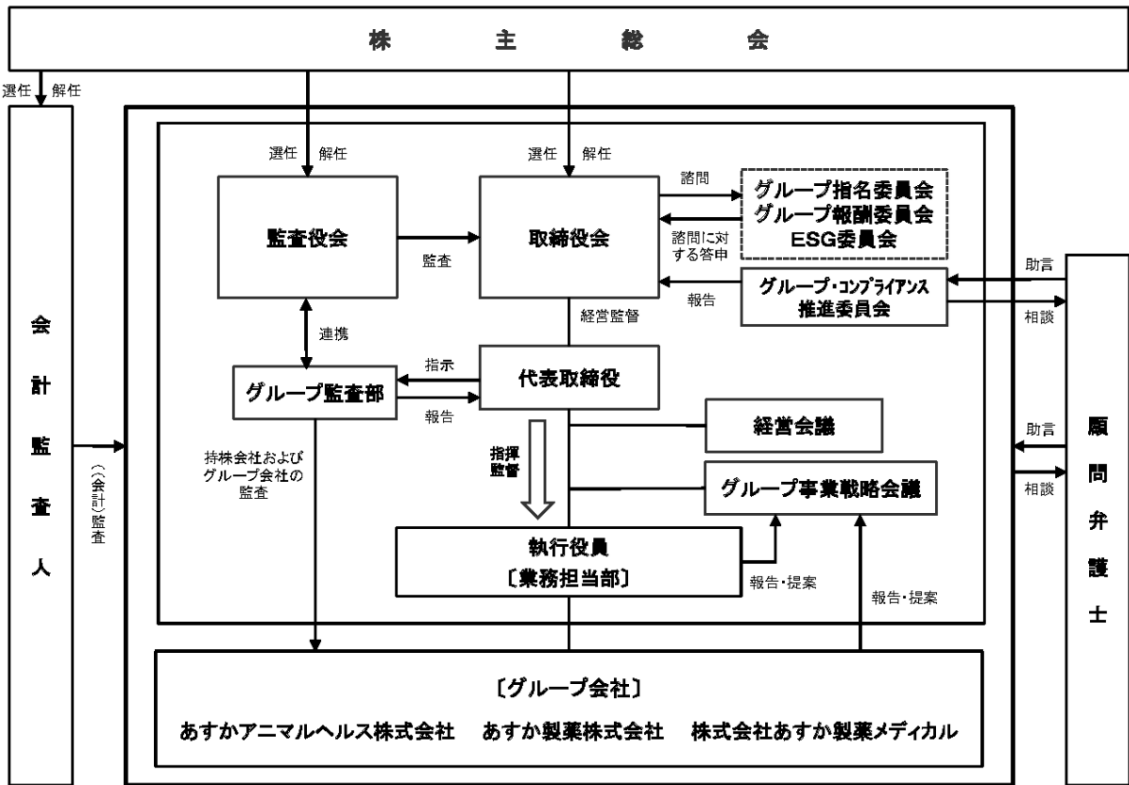 株主総会
選任 解任
選任 解任
選任 解任
監査役会
監査
取締役会
諮問
諮問に対
する答申
グループ指名委員会
グループ報酬委員会
ESG委員会
報告
グループ・コンプライアンス
推進委員会
助言
相談
連携
経営監督
グループ監査部
指示
報告
代表取締役
経営会議
指揮
監督
グループ事業戦略会議
持株会社および
グループ会社の
監査
執行役員
〔業務担当部〕
報告・提案
報告・提案
助言
相談
会計監査人
(（会計）監査
顧問弁護士
〔グループ会社〕
あすかアニマルヘルス株式会社 あすか製薬株式会社 株式会社あすか製薬メディカル